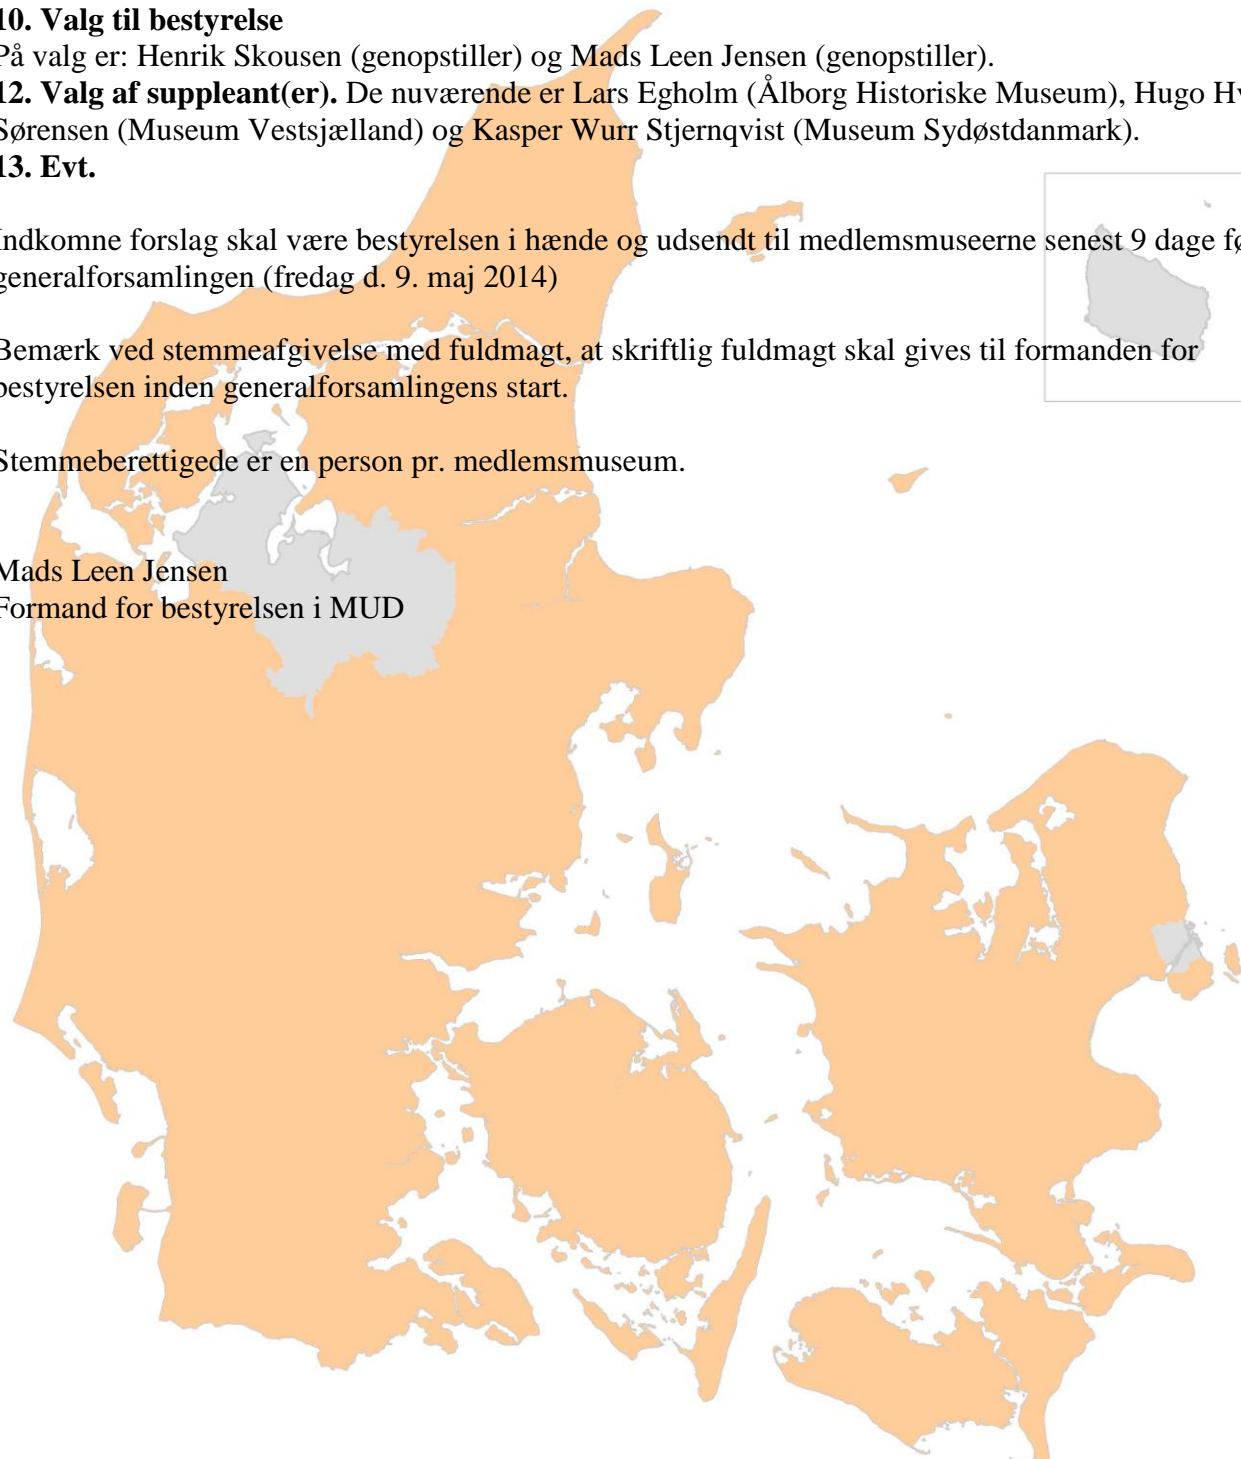 10. Valg til bestyrelse
På valg er: Henrik Skousen (genopstiller) og Mads Leen Jensen (genopstiller).
12. Valg af suppleant(er). De nuværende er Lars Egholm (Ålborg Historiske Museum), Hugo
Sørensen (Museum Vestsjælland) og Kasper Wurr Stjernqvist (Museum Sydøstdanmark).
13. Evt.
Indkomne forslag skal være bestyrelsen i hænde og udsendt til medlemsmuseerne senest 9 dage
generalforsamlingen (fredag d. 9. maj 2014)
Bemærk ved stemmeafgivelse med fuldmagt, at skriftlig fuldmagt skal gives til formanden for
bestyrelsen inden generalforsamlingens start.
Stemmeberettigede er en person pr. medlemsmuseum.
Mads Leen Jensen
Formand for bestyrelsen i MUD